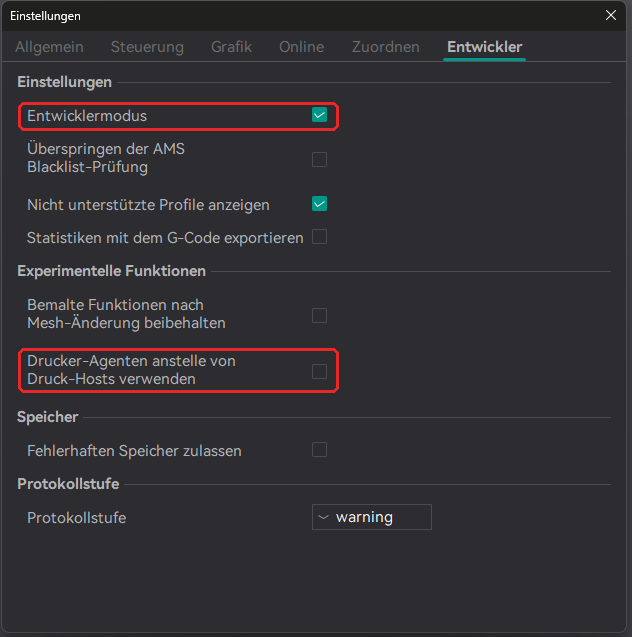 Einstellungen
Allgemein Steuerung Grafik Online Zuordnen Entwickler
Einstellungen
Entwicklermodus
Überspringen der AMS
Blacklist-Prüfung
Nicht unterstützte Profile anzeigen
Statistiken mit dem G-Code exportieren
Experimentelle Funktionen
Bemalte Funktionen nach
Mesh-Änderung beibehalten
Drucker-Agenten anstelle von
Druck-Hosts verwenden
Speicher
Fehlerhaften Speicher zulassen
Protokollstufe
Protokollstufe warning